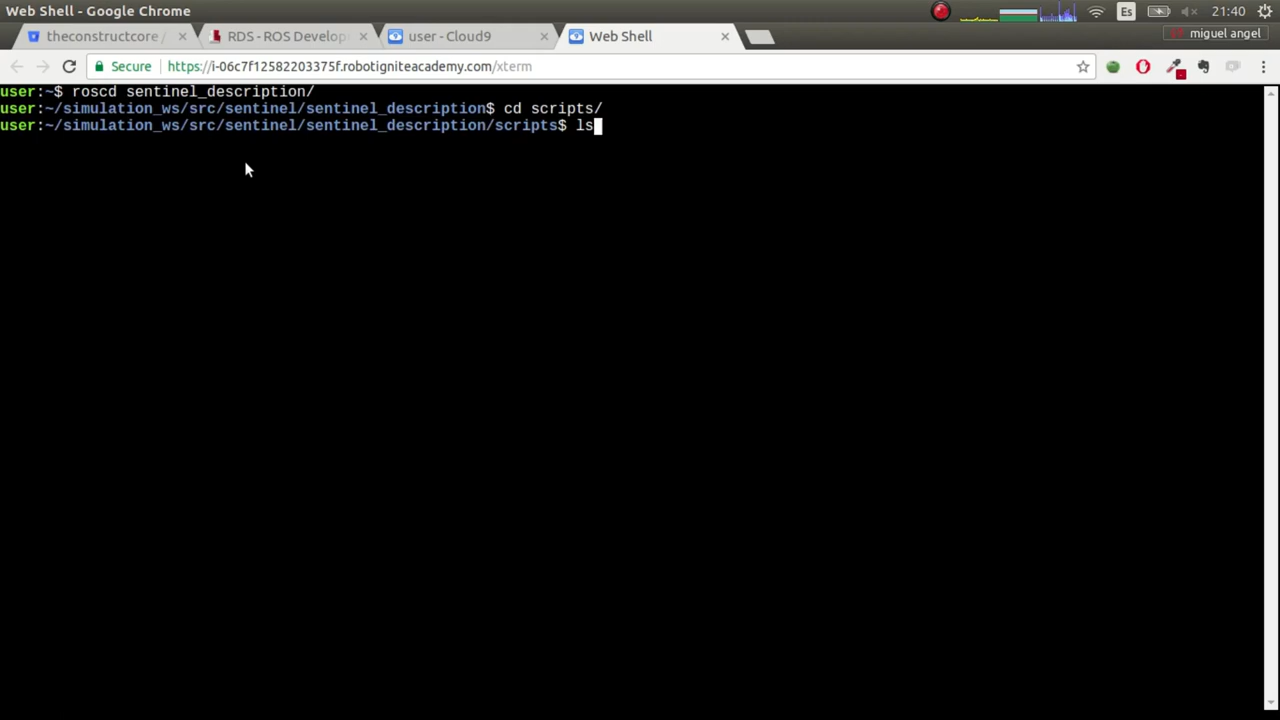 Web Shell - Google Chrome
Es
21:40
theconstructcore /
RDS - ROS Develop
user - Cloud9
Web Shell
miguel angel
Secure
https://i-06c7f12582203375f.robotigniteacademy.com/xterm
user:~$ roscd sentinel_description/
user:~/simulation_ws/src/sentinel/sentinel_description$ cd scripts/
user:~/simulation_ws/src/sentinel/sentinel_description/scripts$ ls